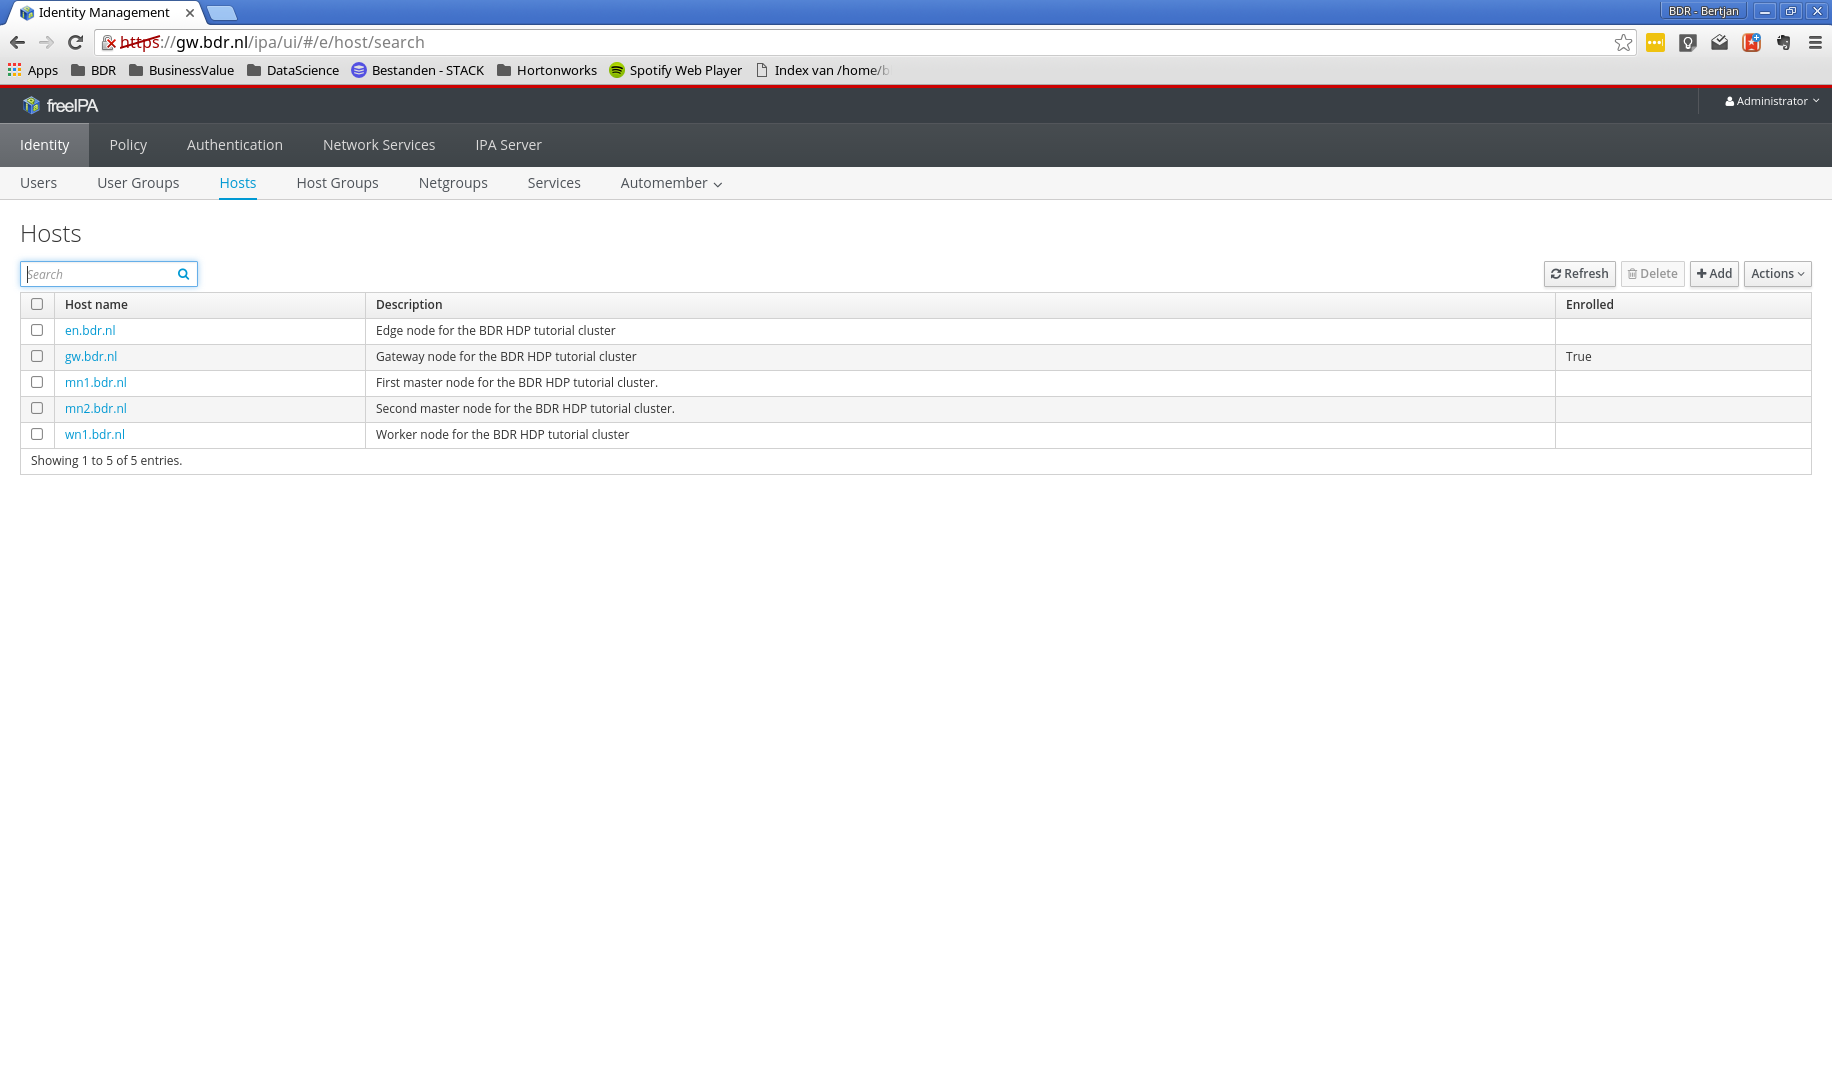 Identity Management
BDR - Bertjan
https://gw.bdr.nl/ipa/ui/#/e/host/search
Apps BDR BusinessValue DataScience Bestanden - STACK Hortonworks Spotify Web Player Index van /home/b
freeIPA
Administrator
Identity Policy Authentication Network Services IPA Server
Users User Groups Hosts Host Groups Netgroups Services Automember
Hosts
Search
Refresh Delete Add Actions
Host name Description Enrolled
en.bdr.nl Edge node for the BDR HDP tutorial cluster
gw.bdr.nl Gateway node for the BDR HDP tutorial cluster True
mn1.bdr.nl First master node for the BDR HDP tutorial cluster.
mn2.bdr.nl Second master node for the BDR HDP tutorial cluster.
wn1.bdr.nl Worker node for the BDR HDP tutorial cluster
Showing 1 to 5 of 5 entries.